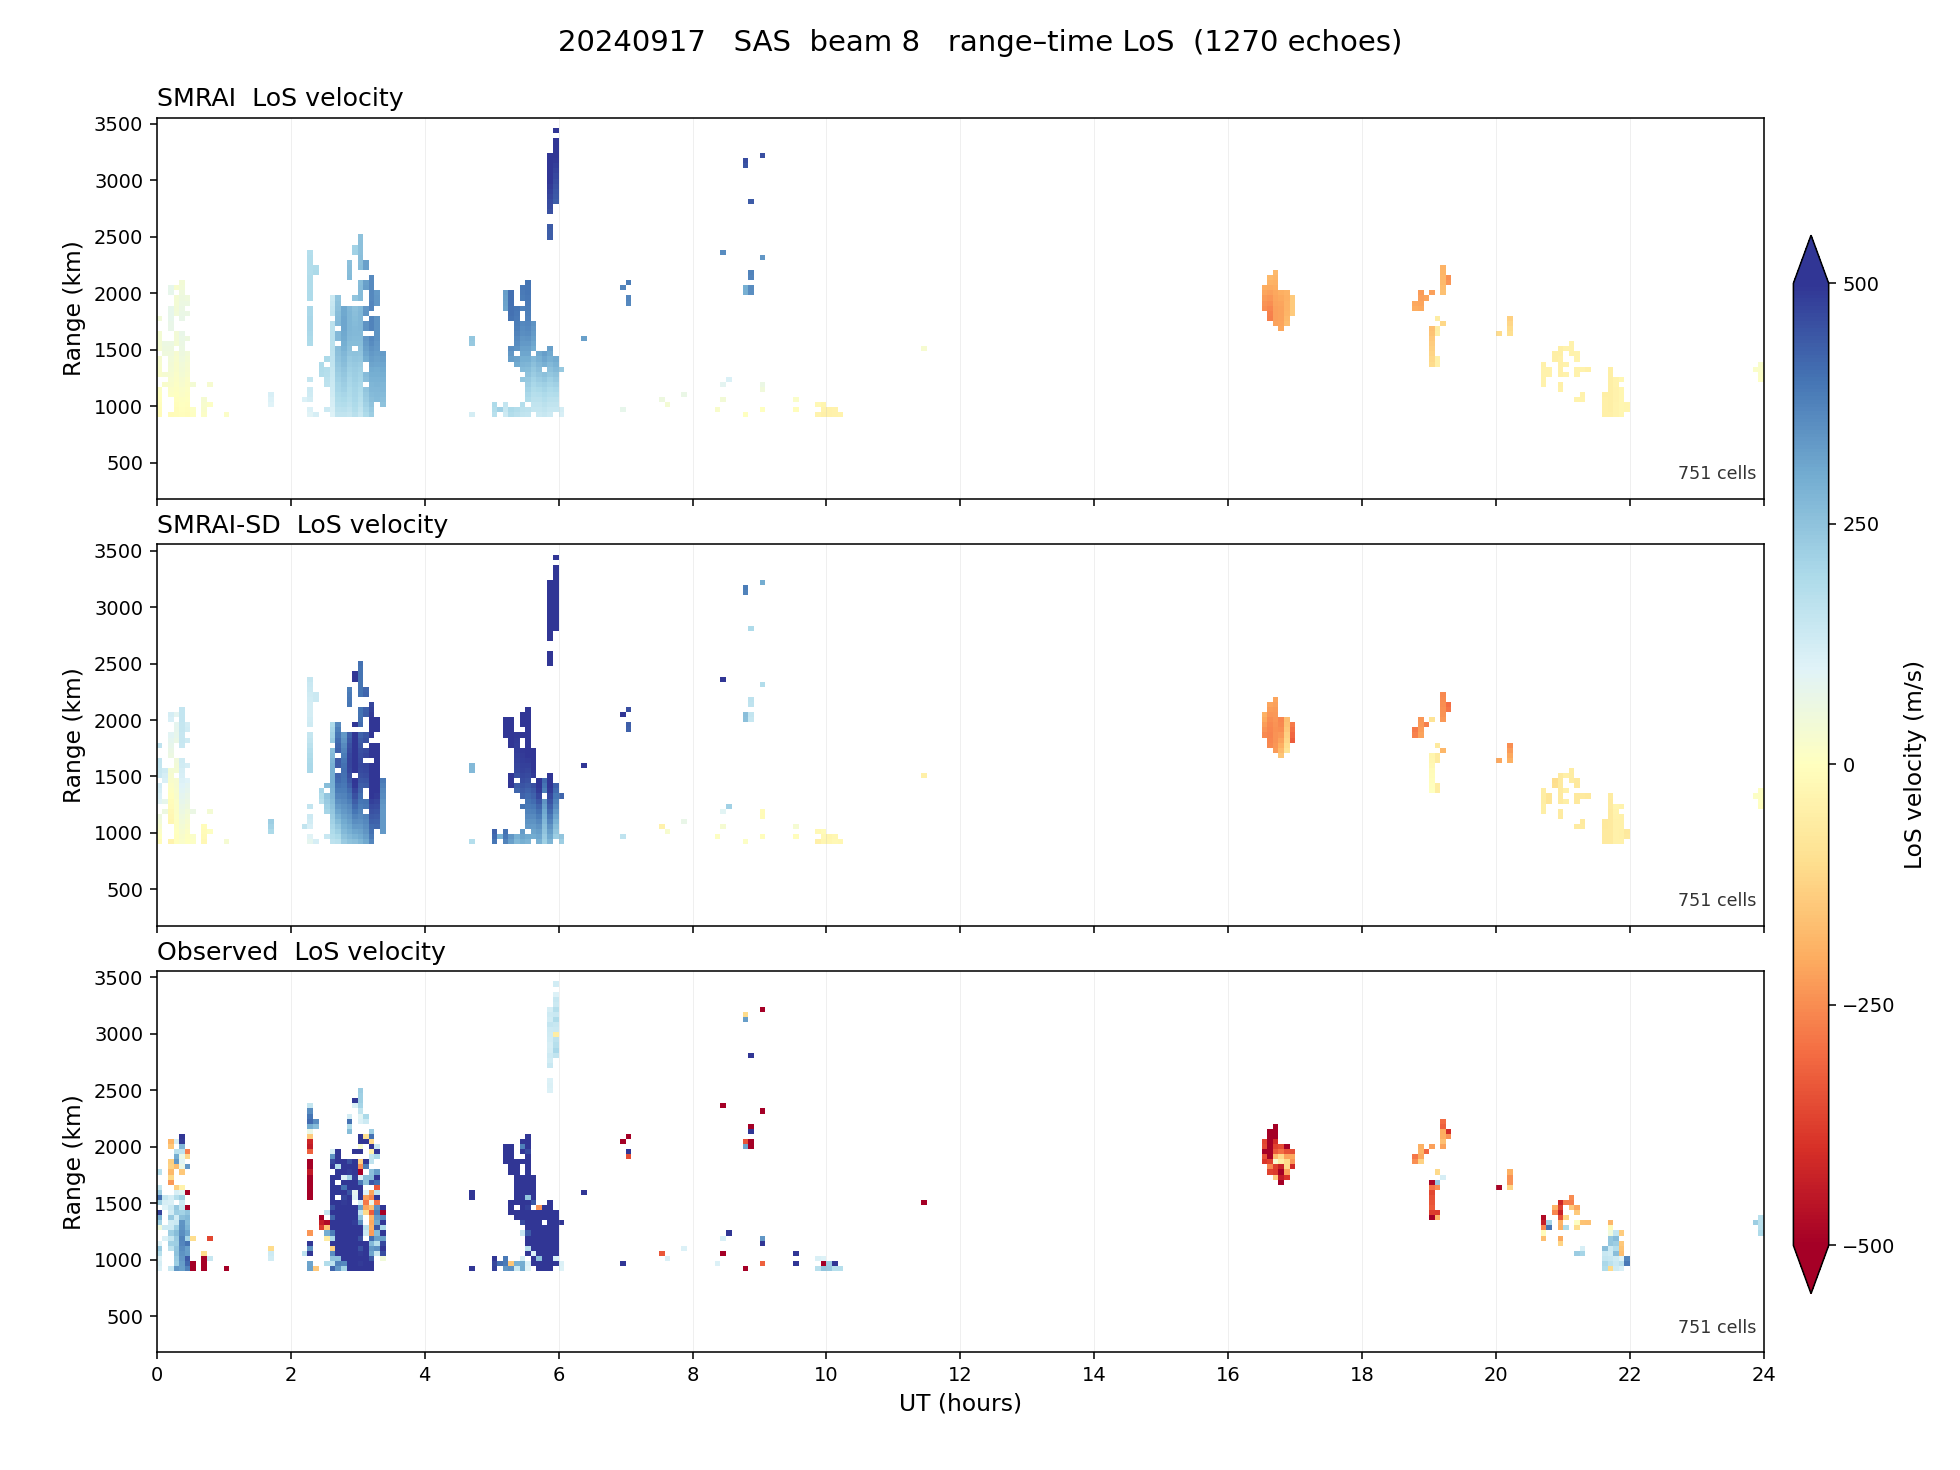 20240917   SAS  beam 8   range–time LoS  (1270 echoes)
SMRAI  LoS velocity
3500
3000
2500
2000
1500
1000
500
Range (km)
751 cells
SMRAI-SD  LoS velocity
3500
3000
2500
2000
1500
1000
500
Range (km)
751 cells
Observed  LoS velocity
3500
3000
2500
2000
1500
1000
500
Range (km)
751 cells
0 2 4 6 8 10 12 14 16 18 20 22 24
UT (hours)
500
250
0
−250
−500
LoS velocity (m/s)